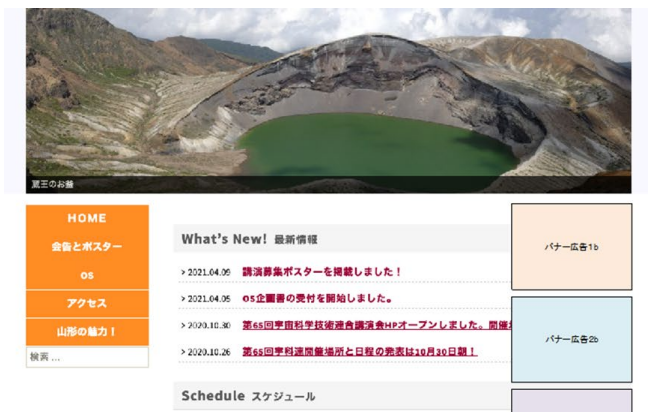 蔵王のお釜
HOME
会告とポスター
OS
アクセス
山形の魅力！
検索 …
What's New! 最新情報
> 2021.04.09 講演募集ポスターを掲載しました！
> 2021.04.05 OS企画書の受付を開始しました。
> 2020.10.30 第65回宇宙科学技術連合講演会HPオープンしました。開催
> 2020.10.26 第65回宇科連開催場所と日程の発表は10月30日朝！
Schedule スケジュール
バナー広告1b
バナー広告2b